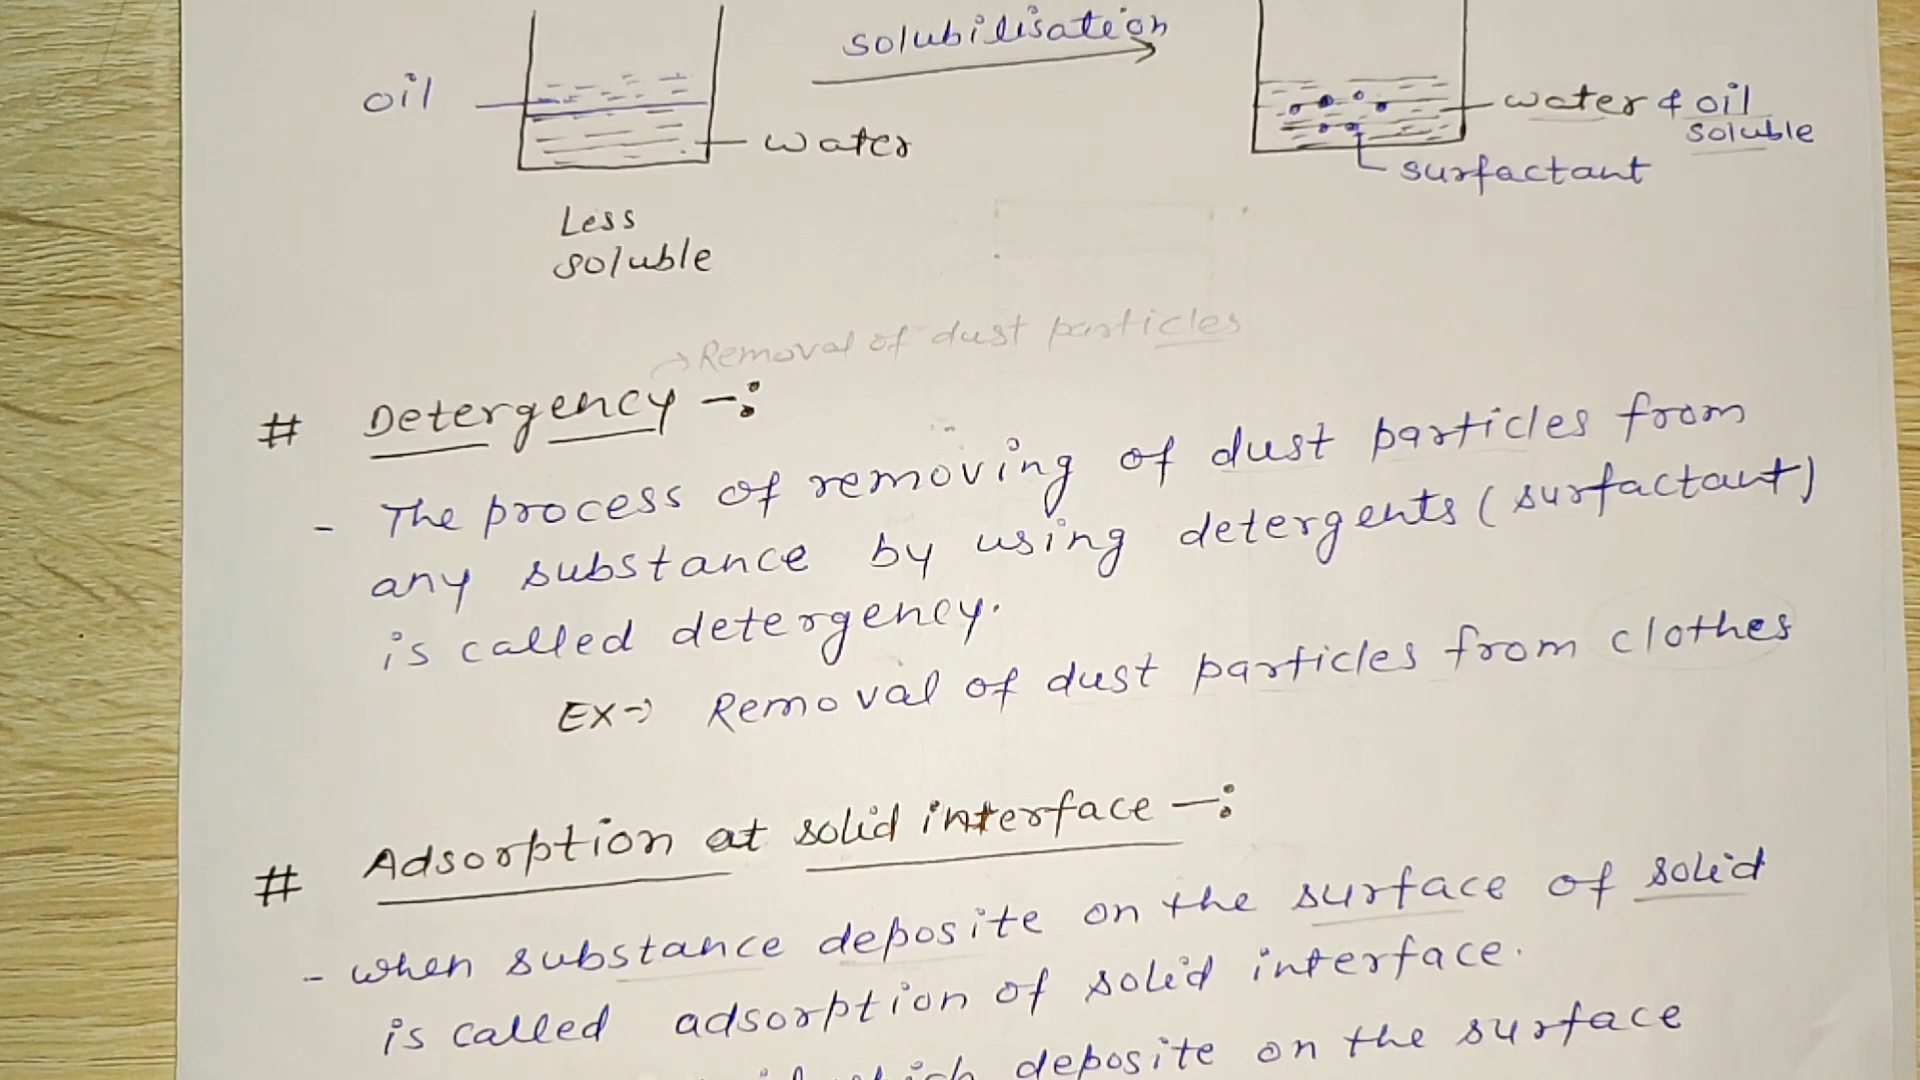 solubilisation
oil
water
Less
soluble
water & oil
soluble
surfactant
→ Removal of dust particles
# Detergency -:
- The process of removing of dust particles from
any substance by using detergents (surfactant)
is called detergency.
Ex→ Removal of dust particles from clothes
# Adsorption at solid interface -:
- when substance deposite on the surface of solid
is called adsorption of solid interface.
deposite on the surface